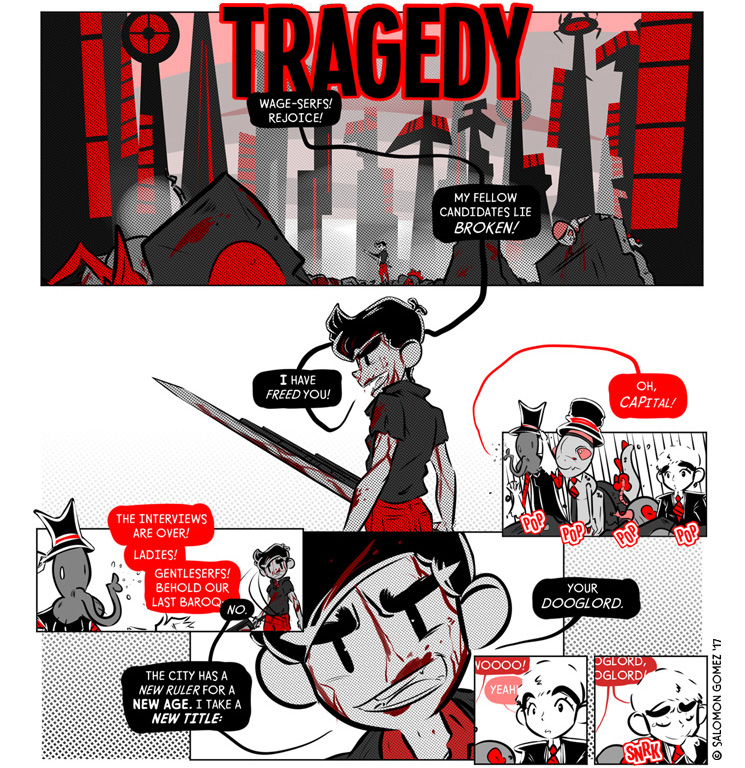 TRAGEDY
WAGE-SERFS!
REJOICE!
MY FELLOW
CANDIDATES LIE
BROKEN!
I HAVE
FREED YOU!
OH,
CAPITAL!
POP
POP
POP
POP
THE INTERVIEWS
ARE OVER!
LADIES!
GENTLESERFS!
BEHOLD OUR
LAST BAROQ
NO.
YOUR
DOOGLORD.
THE CITY HAS A
NEW RULER FOR A
NEW AGE. I TAKE A
NEW TITLE:
WOOOO!
YEAH
OGLORD,
OGLORD!
SNRK
© SALOMON GOMEZ '17